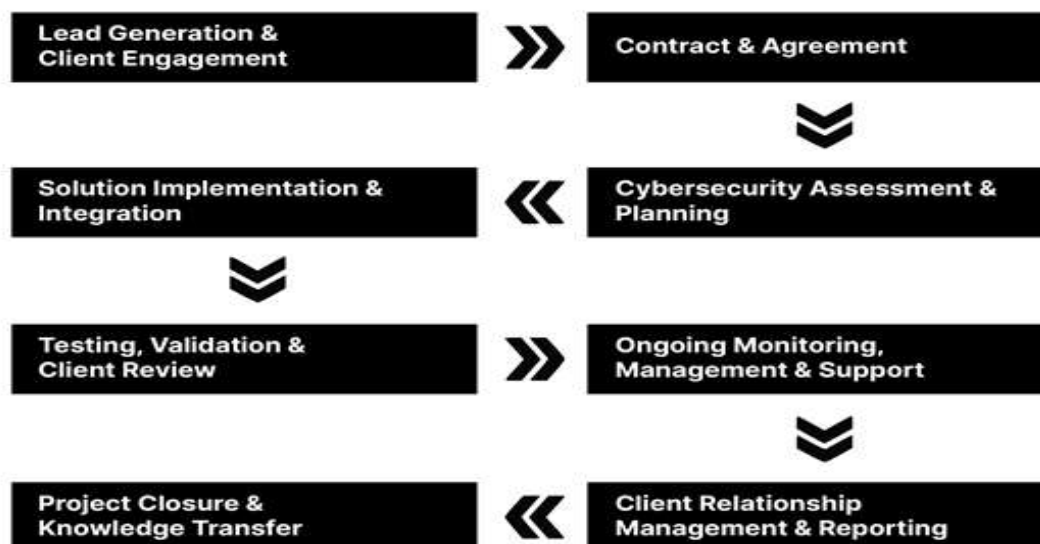 Lead Generation &
Client Engagement
Contract & Agreement
Solution Implementation &
Integration
Cybersecurity Assessment &
Planning
Testing, Validation &
Client Review
Ongoing Monitoring,
Management & Support
Project Closure &
Knowledge Transfer
Client Relationship
Management & Reporting